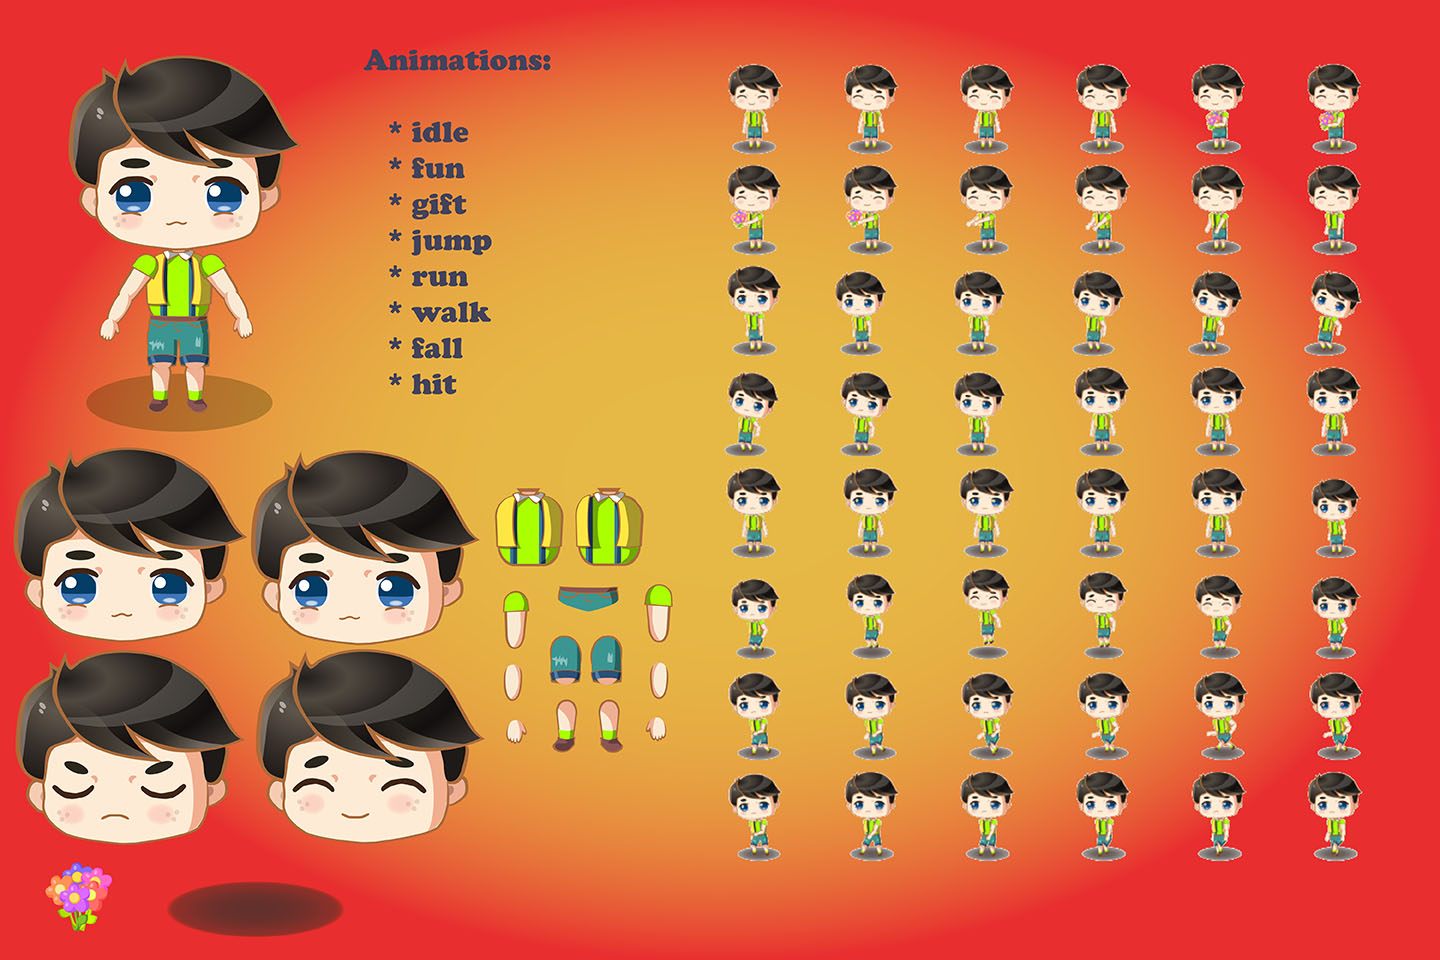 Animations:
* idle
* fun
* gift
* jump
* run
* walk
* fall
* hit